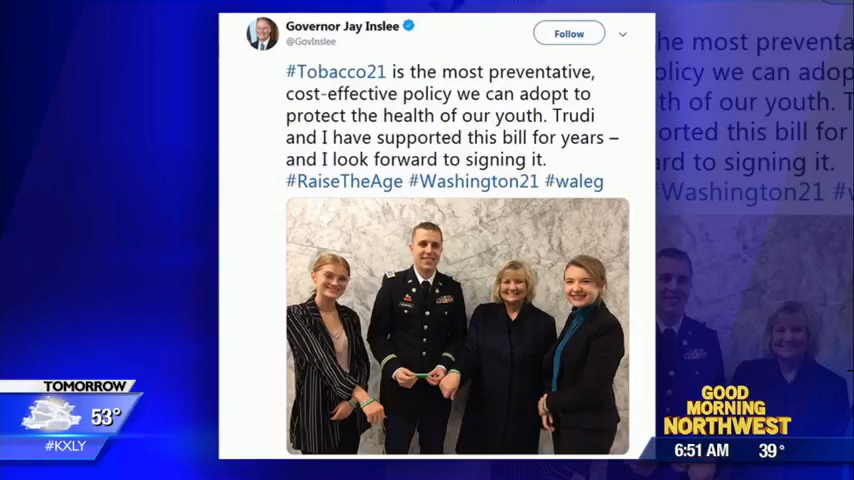 Governor Jay Inslee
@GovInslee
Follow
#Tobacco21 is the most preventative,
cost-effective policy we can adopt to
protect the health of our youth. Trudi
and I have supported this bill for years –
and I look forward to signing it.
#RaiseTheAge #Washington21 #waleg
he most preventa
olicy we can adop
th of our youth. T
orted this bill for
ard to signing it.
Washington21 #w
TOMORROW
53°
#KXLY
GOOD
MORNING
NORTHWEST
6:51 AM 39°